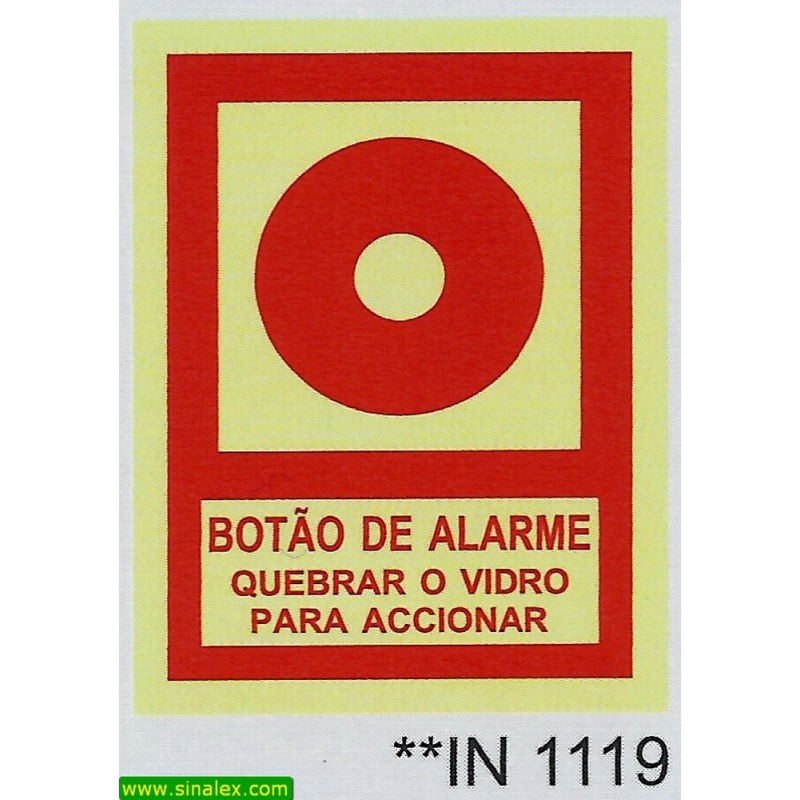 BOTÃO DE ALARME
QUEBRAR O VIDRO
PARA ACCIONAR
**IN 1119
www.sinalex.com